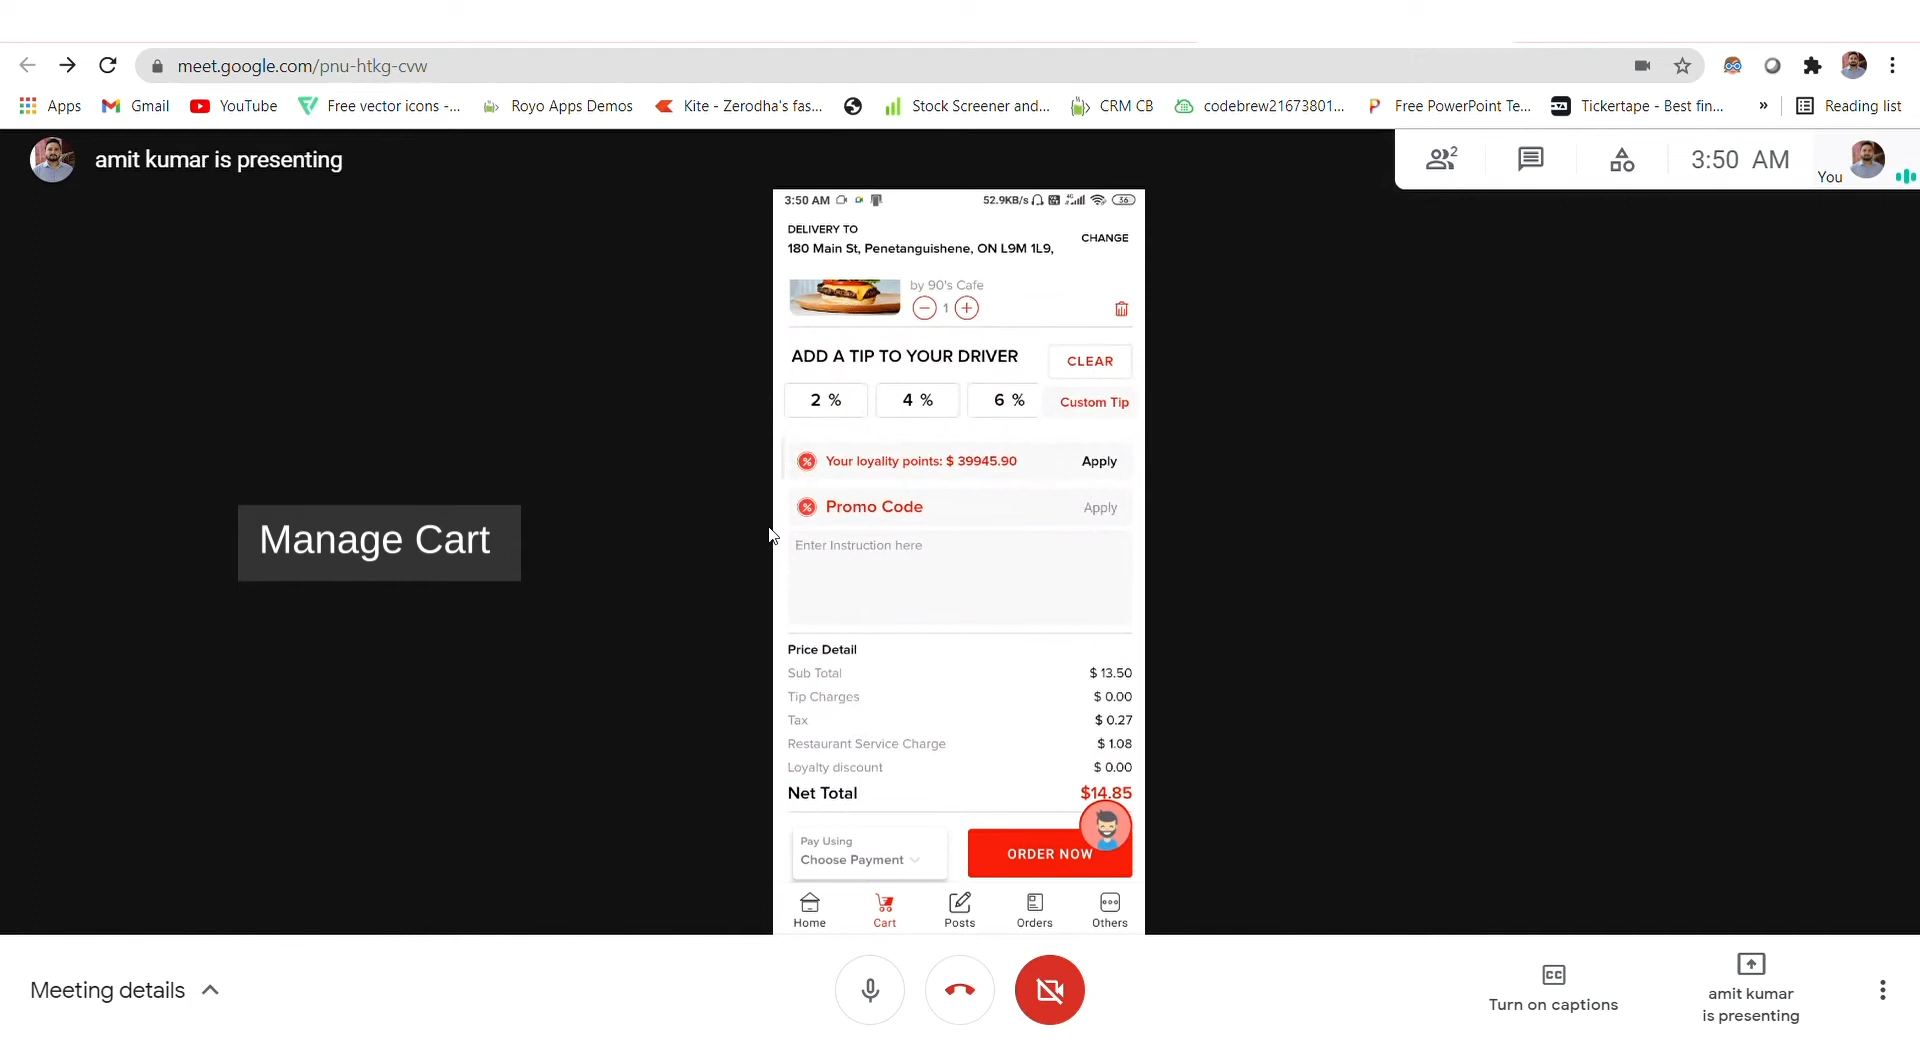 meet.google.com/pnu-htkg-cvw
Apps
Gmail
YouTube
Free vector icons -...
Royo Apps Demos
Kite - Zerodha's fas...
Stock Screener and...
CRM CB
codebrew21673801...
Free PowerPoint Te...
Tickertape - Best fin...
»
Reading list
amit kumar is presenting
2
3:50 AM
You
3:50 AM
52.9KB/s
4G
36
DELIVERY TO
180 Main St, Penetanguishene, ON L9M 1L9,
CHANGE
by 90's Cafe
1
ADD A TIP TO YOUR DRIVER
CLEAR
2 %
4 %
6 %
Custom Tip
Your loyality points: $ 39945.90
Apply
Promo Code
Apply
Enter Instruction here
Manage Cart
Price Detail
Sub Total
$ 13.50
Tip Charges
$ 0.00
Tax
$ 0.27
Restaurant Service Charge
$ 1.08
Loyalty discount
$ 0.00
Net Total
$14.85
Pay Using
Choose Payment
ORDER NOW
Home
Cart
Posts
Orders
Others
Meeting details
Turn on captions
amit kumar
is presenting